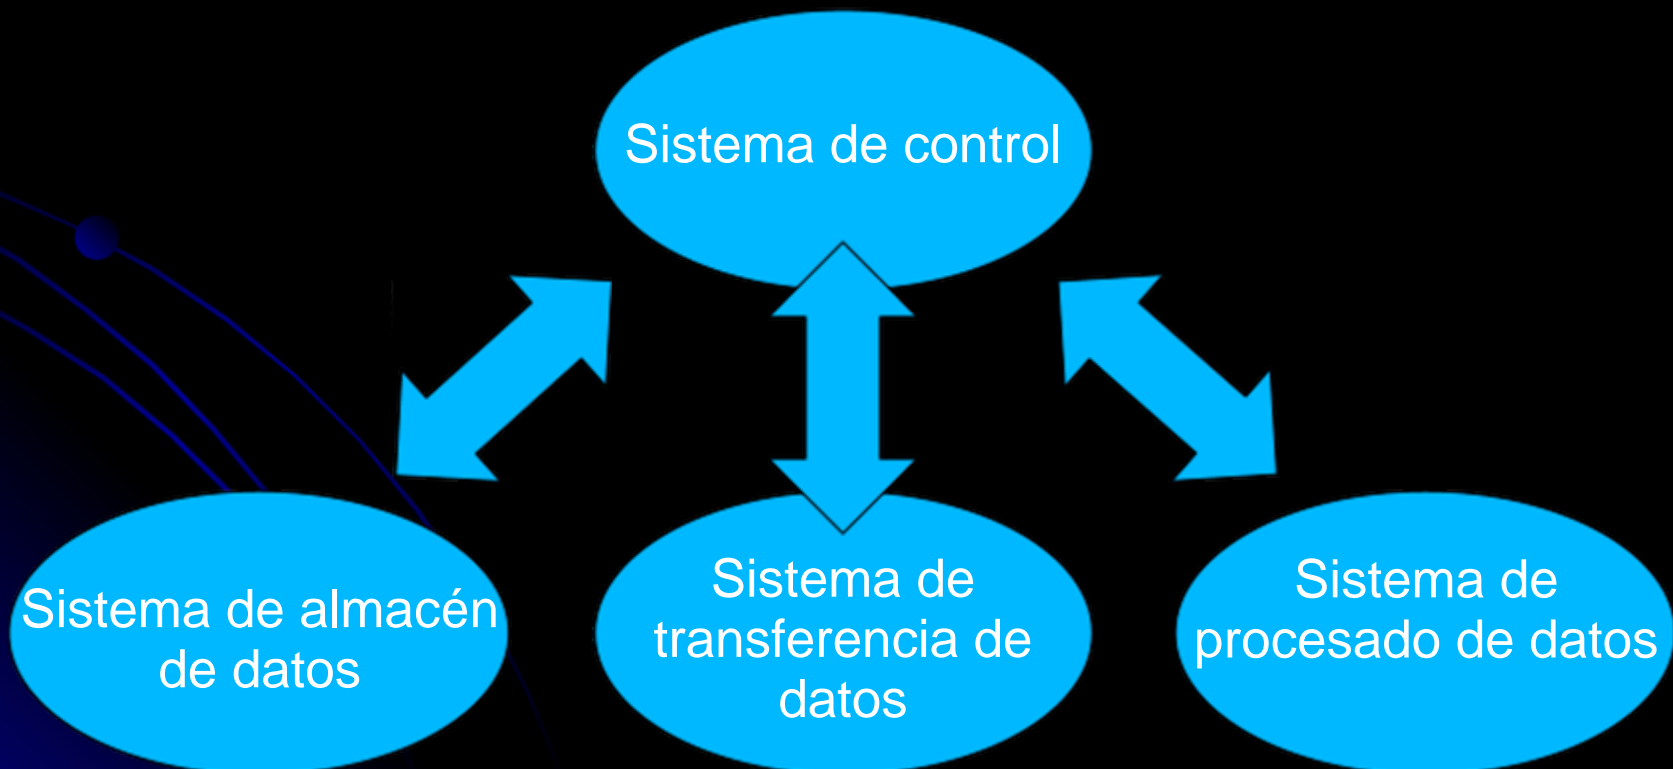 Sistema de control
Sistema de almacén
de datos
Sistema de
transferencia de
datos
Sistema de
procesado de datos